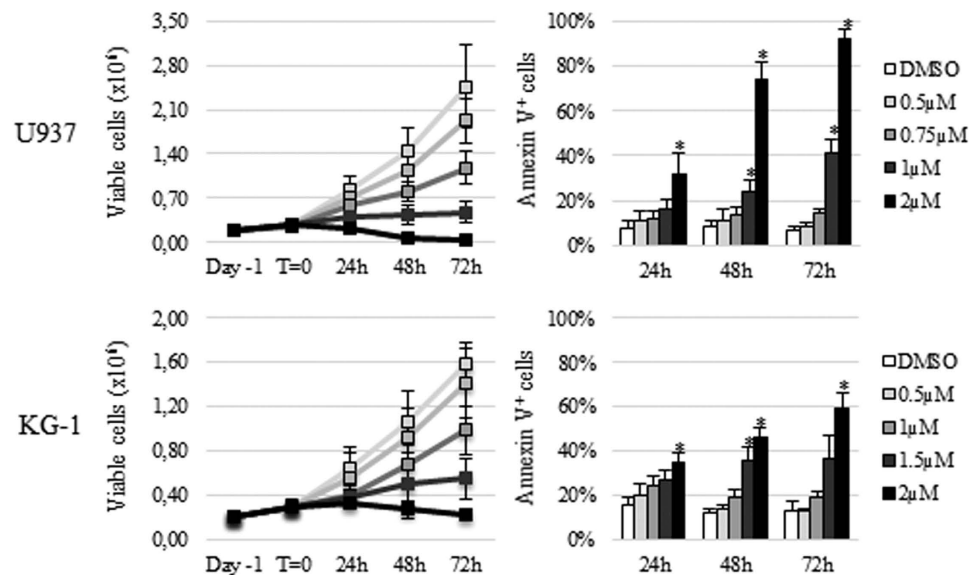 U937
Viable cells (x10⁶)
3,50
2,80
2,10
1,40
0,70
0,00
Day -1 T=0 24h 48h 72h
Annexin V⁺ cells
100%
80%
60%
40%
20%
0%
* * * * *
24h 48h 72h
DMSO
0.5µM
0.75µM
1µM
2µM
KG-1
Viable cells (x10⁶)
2,00
1,60
1,20
0,80
0,40
0,00
Day -1 T=0 24h 48h 72h
Annexin V⁺ cells
100%
80%
60%
40%
20%
0%
* * * *
24h 48h 72h
DMSO
0.5µM
1µM
1.5µM
2µM